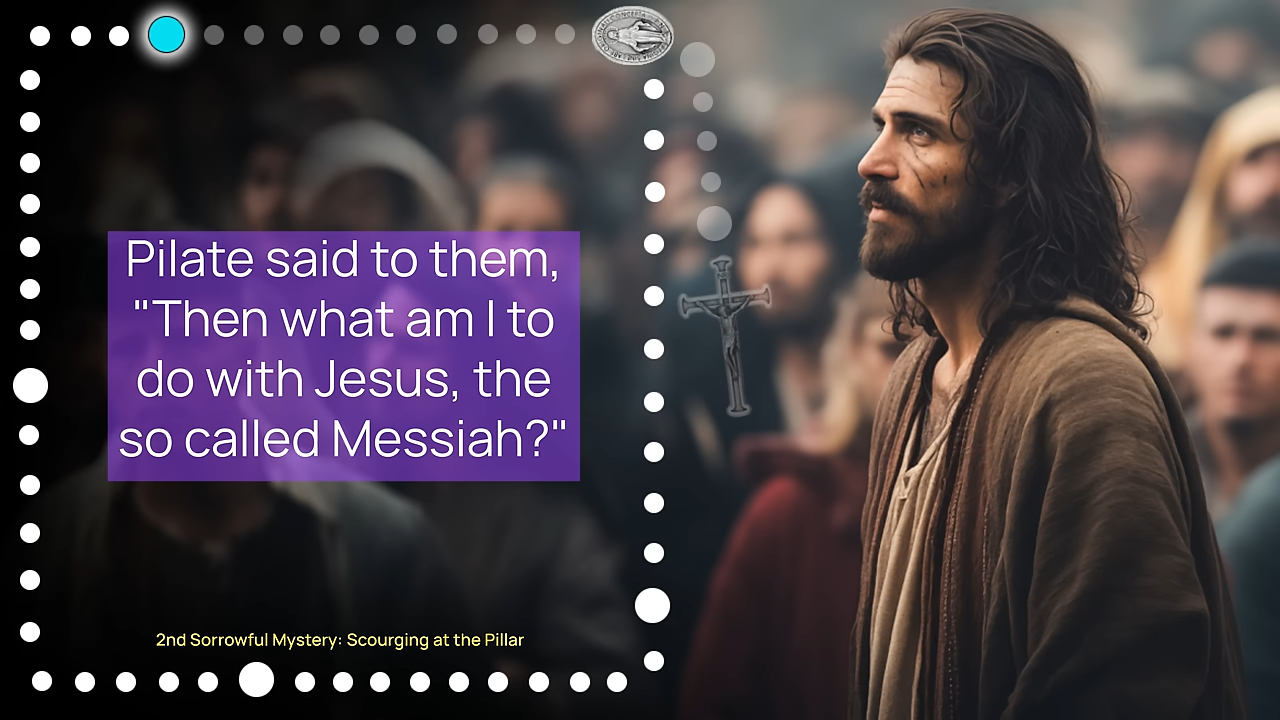 Pilate said to them,
"Then what am I to
do with Jesus, the
so called Messiah?"
2nd Sorrowful Mystery: Scourging at the Pillar